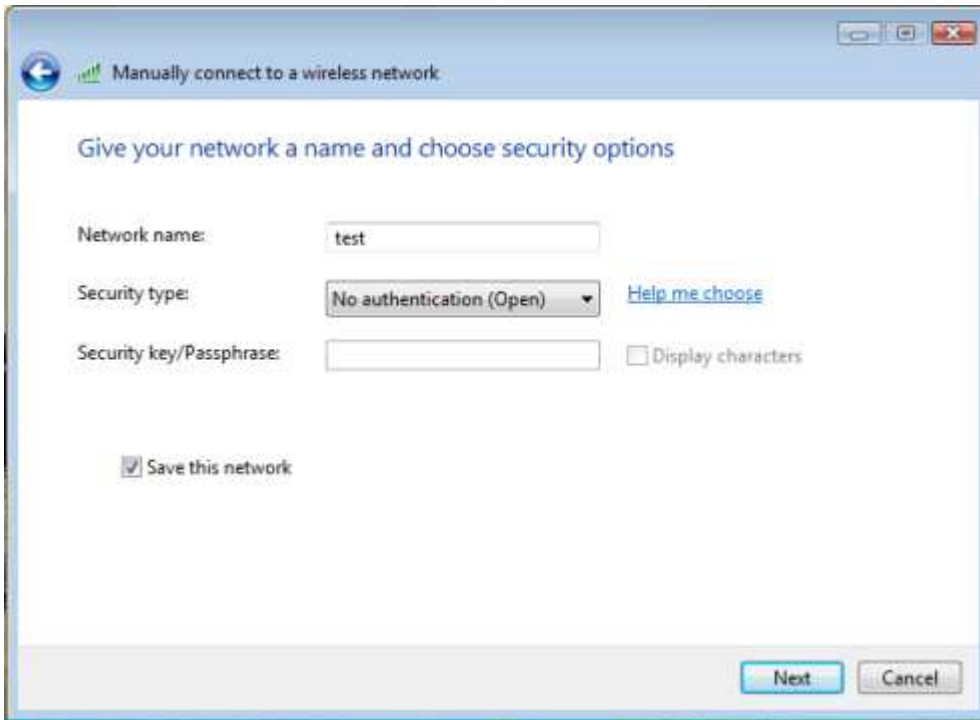 Manually connect to a wireless network
Give your network a name and choose security options
Network name: test
Security type: No authentication (Open) Help me choose
Security key/Passphrase: Display characters
Save this network
Next Cancel